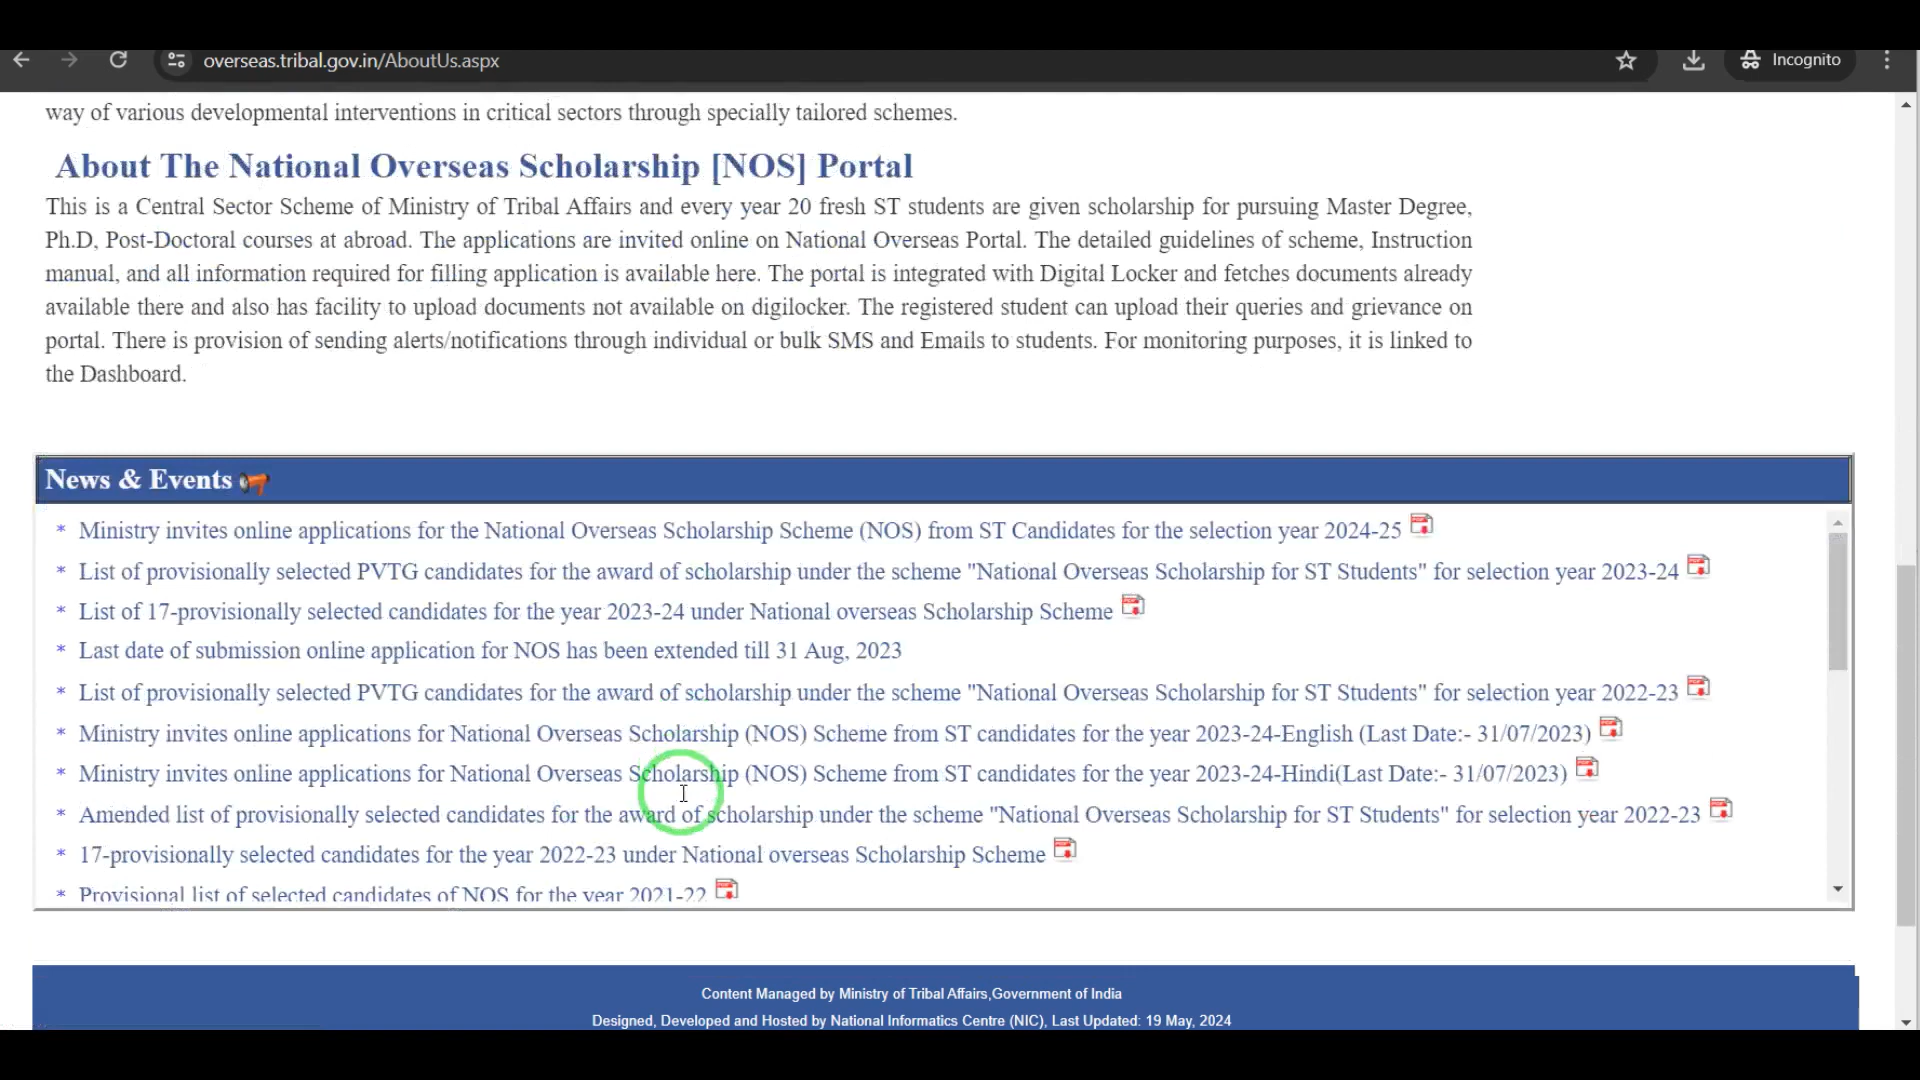 overseas.tribal.gov.in/AboutUs.aspx
Incognito
way of various developmental interventions in critical sectors through specially tailored schemes.
About The National Overseas Scholarship [NOS] Portal
This is a Central Sector Scheme of Ministry of Tribal Affairs and every year 20 fresh ST students are given scholarship for pursuing Master Degree,
Ph.D, Post-Doctoral courses at abroad. The applications are invited online on National Overseas Portal. The detailed guidelines of scheme, Instruction
manual, and all information required for filling application is available here. The portal is integrated with Digital Locker and fetches documents already
available there and also has facility to upload documents not available on digilocker. The registered student can upload their queries and grievance on
portal. There is provision of sending alerts/notifications through individual or bulk SMS and Emails to students. For monitoring purposes, it is linked to
the Dashboard.
News & Events
* Ministry invites online applications for the National Overseas Scholarship Scheme (NOS) from ST Candidates for the selection year 2024-25
* List of provisionally selected PVTG candidates for the award of scholarship under the scheme "National Overseas Scholarship for ST Students" for selection year 2023-24
* List of 17-provisionally selected candidates for the year 2023-24 under National overseas Scholarship Scheme
* Last date of submission online application for NOS has been extended till 31 Aug, 2023
* List of provisionally selected PVTG candidates for the award of scholarship under the scheme "National Overseas Scholarship for ST Students" for selection year 2022-23
* Ministry invites online applications for National Overseas Scholarship (NOS) Scheme from ST candidates for the year 2023-24-English (Last Date:- 31/07/2023)
* Ministry invites online applications for National Overseas Scholarship (NOS) Scheme from ST candidates for the year 2023-24-Hindi(Last Date:- 31/07/2023)
* Amended list of provisionally selected candidates for the award of scholarship under the scheme "National Overseas Scholarship for ST Students" for selection year 2022-23
* 17-provisionally selected candidates for the year 2022-23 under National overseas Scholarship Scheme
* Provisional list of selected candidates of NOS for the year 2021-22
Content Managed by Ministry of Tribal Affairs,Government of India
Designed, Developed and Hosted by National Informatics Centre (NIC), Last Updated: 19 May, 2024